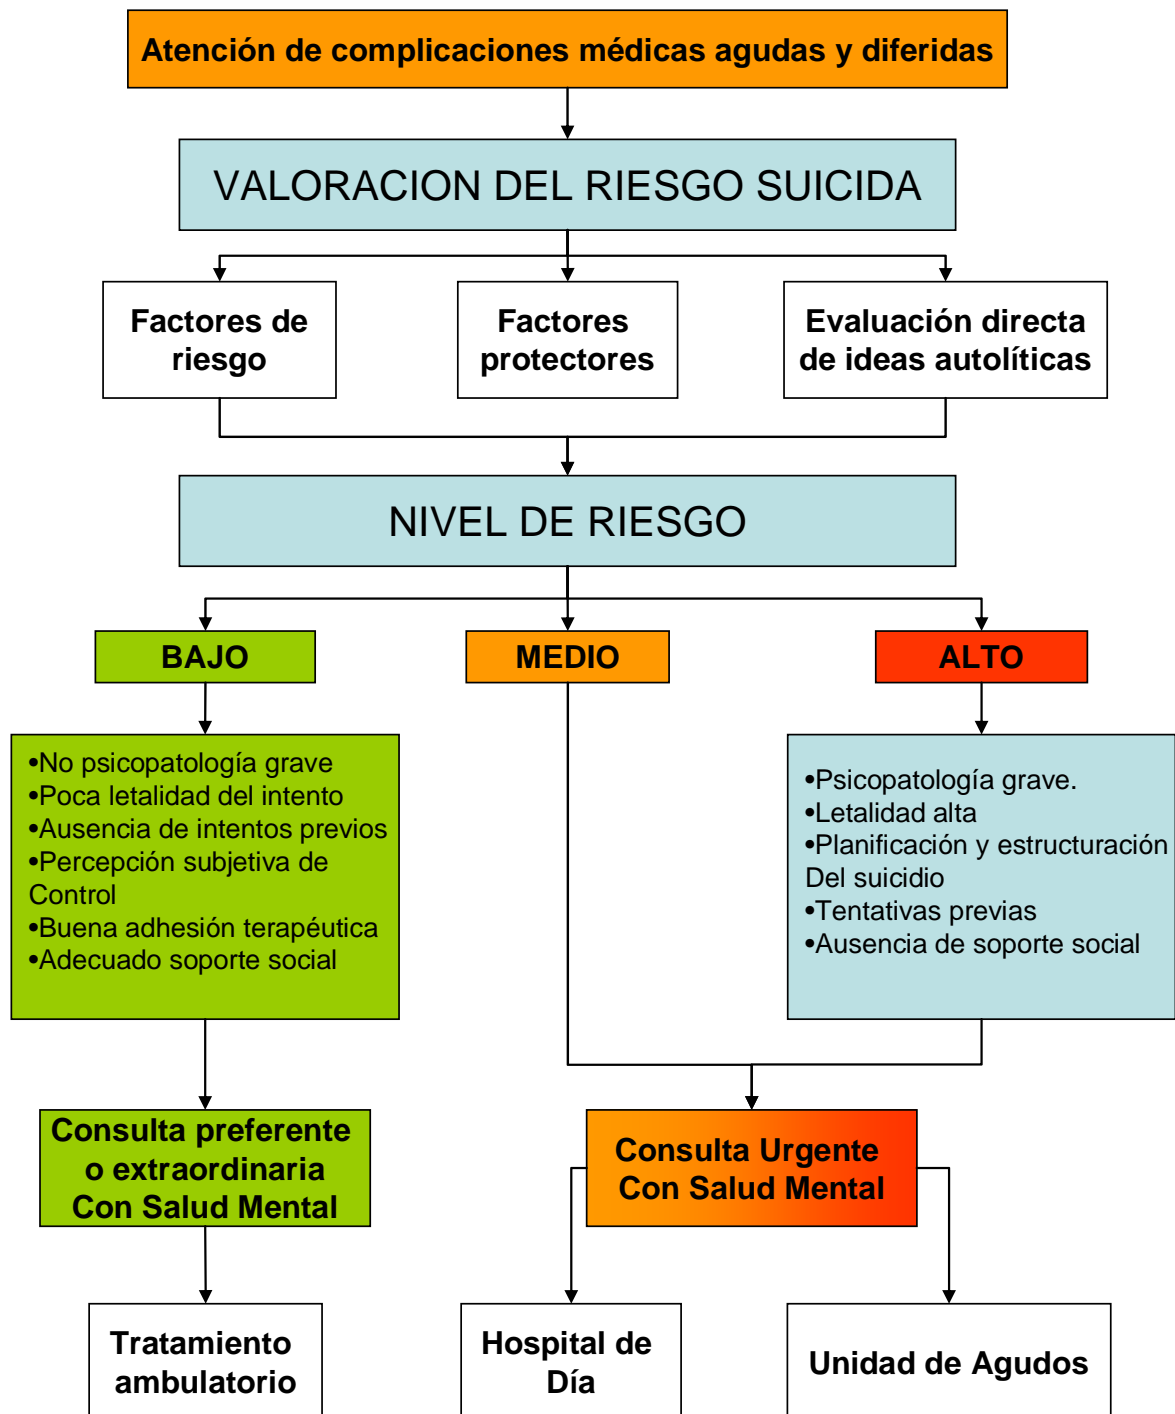 Atención de complicaciones médicas agudas y diferidas
VALORACION DEL RIESGO SUICIDA
Factores de
riesgo
Factores
protectores
Evaluación directa
de ideas autolíticas
NIVEL DE RIESGO
BAJO
MEDIO
ALTO
•No psicopatología grave
•Poca letalidad del intento
•Ausencia de intentos previos
•Percepción subjetiva de
Control
•Buena adhesión terapéutica
•Adecuado soporte social
•Psicopatología grave.
•Letalidad alta
•Planificación y estructuración
Del suicidio
•Tentativas previas
•Ausencia de soporte social
Consulta preferente
o extraordinaria
Con Salud Mental
Consulta Urgente
Con Salud Mental
Tratamiento
ambulatorio
Hospital de
Día
Unidad de Agudos